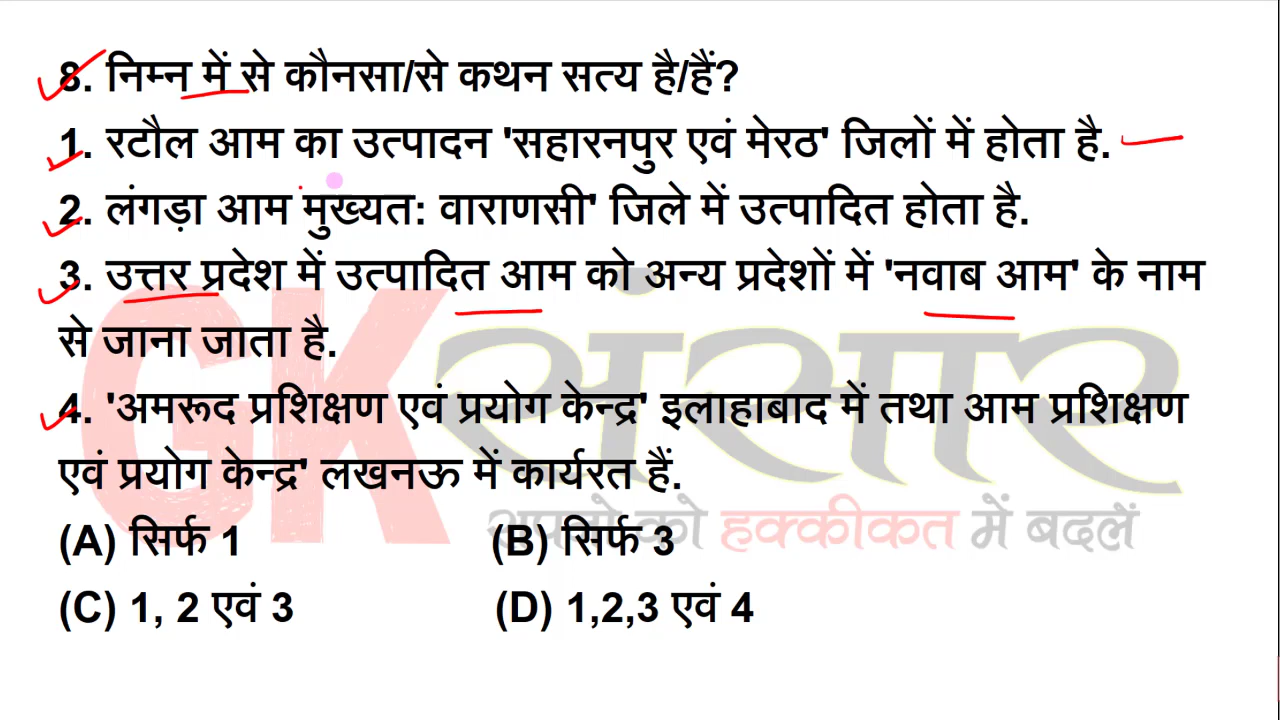 8. निम्न में से कौनसा/से कथन सत्य है/हैं?
1. रटौल आम का उत्पादन 'सहारनपुर एवं मेरठ' जिलों में होता है.
2. लंगड़ा आम मुख्यत: वाराणसी' जिले में उत्पादित होता है.
3. उत्तर प्रदेश में उत्पादित आम को अन्य प्रदेशों में 'नवाब आम' के नाम
से जाना जाता है.
4. 'अमरूद प्रशिक्षण एवं प्रयोग केन्द्र' इलाहाबाद में तथा आम प्रशिक्षण
एवं प्रयोग केन्द्र' लखनऊ में कार्यरत हैं.
(A) सिर्फ 1 (B) सिर्फ 3
(C) 1, 2 एवं 3 (D) 1,2,3 एवं 4
GK संसार
अपने को हक्कीकत में बदलें